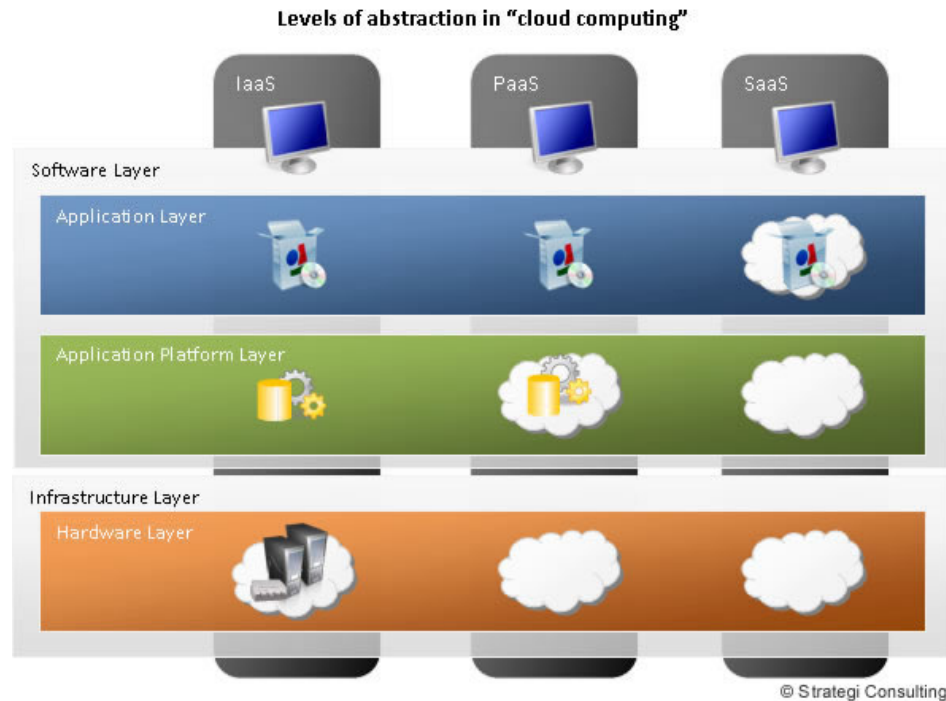 Levels of abstraction in “cloud computing”
IaaS
PaaS
SaaS
Software Layer
Application Layer
Application Platform Layer
Infrastructure Layer
Hardware Layer
© Strategi Consulting